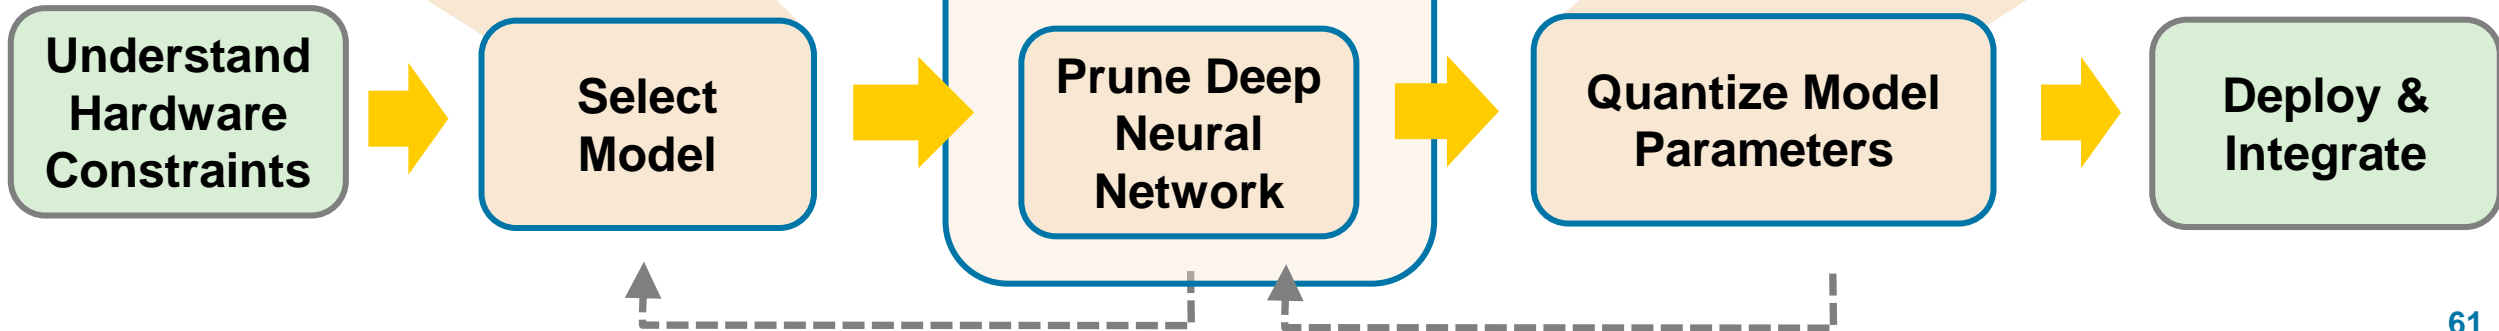 Understand
Hardware
Constraints
Select
Model
Prune Deep
Neural
Network
Quantize Model
Parameters
Deploy &
Integrate
61